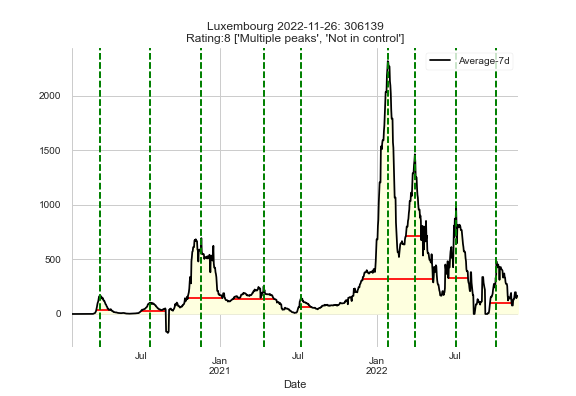 Luxembourg 2022-11-26: 306139
Rating:8 ['Multiple peaks', 'Not in control']
Average-7d
2000
1500
1000
500
0
Jul
Jan
2021
Jul
Jan
2022
Jul
Date